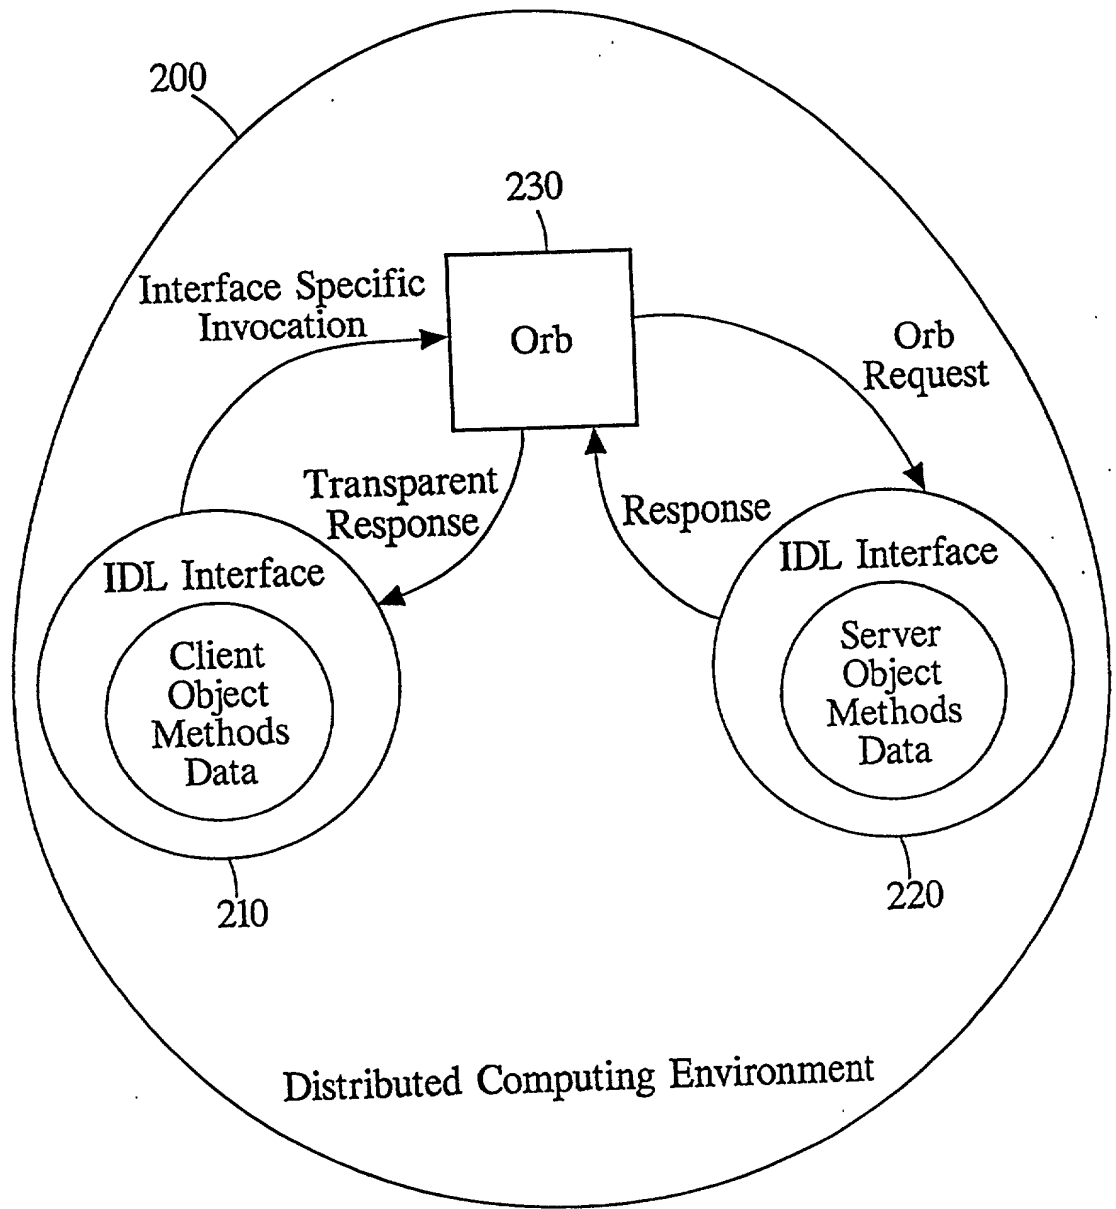 200
230
Interface Specific
Invocation
Orb
Orb
Request
Transparent
Response
Response
IDL Interface
Client
Object
Methods
Data
IDL Interface
Server
Object
Methods
Data
210
220
Distributed Computing Environment